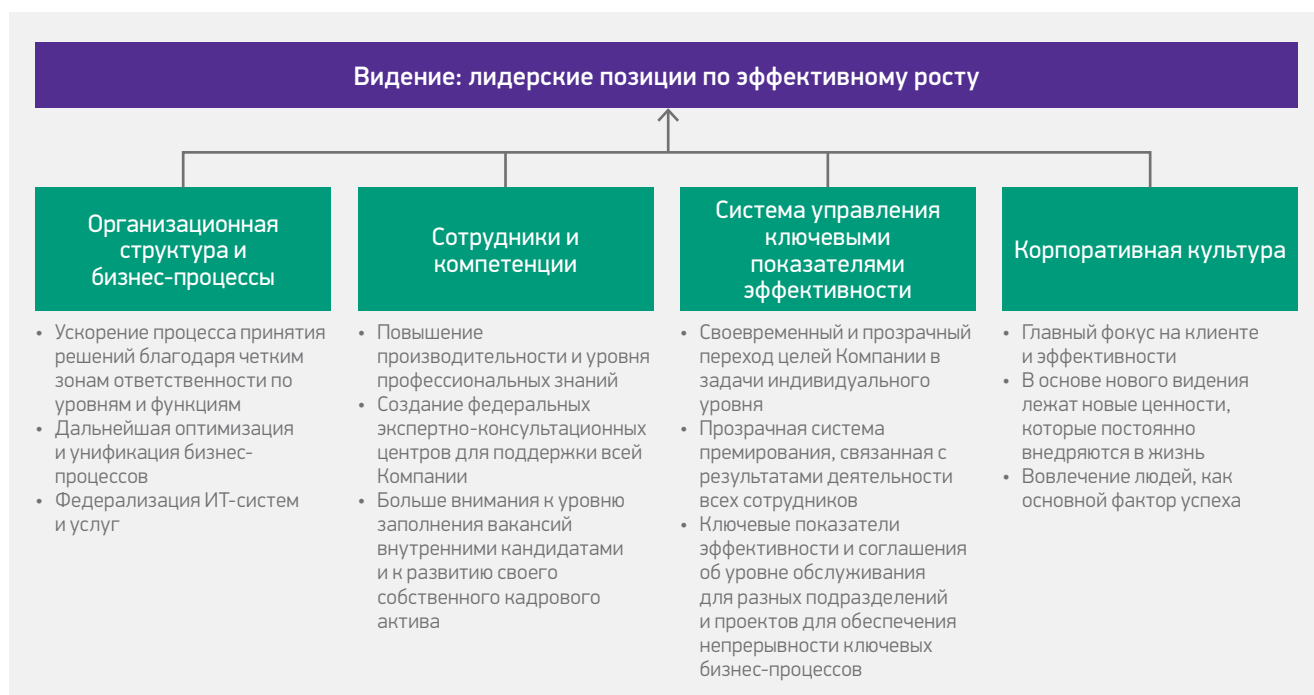 Видение: лидерские позиции по эффективному росту
Организационная
структура и
бизнес-процессы
• Ускорение процесса принятия
решений благодаря четким
зонам ответственности по
уровням и функциям
• Дальнейшая оптимизация
и унификация бизнес-
процессов
• Федерализация ИТ-систем
и услуг
Сотрудники и
компетенции
• Повышение
производительности и уровня
профессиональных знаний
• Создание федеральных
экспертно-консультационных
центров для поддержки всей
Компании
• Больше внимания к уровню
заполнения вакансий
внутренними кандидатами
и к развитию своего
собственного кадрового
актива
Система управления
ключевыми
показателями
эффективности
• Своевременный и прозрачный
переход целей Компании в
задачи индивидуального
уровня
• Прозрачная система
премирования, связанная с
результатами деятельности
всех сотрудников
• Ключевые показатели
эффективности и соглашения
об уровне обслуживания
для разных подразделений
и проектов для обеспечения
непрерывности ключевых
бизнес-процессов
Корпоративная культура
• Главный фокус на клиенте
и эффективности
• В основе нового видения
лежат новые ценности,
которые постоянно
внедряются в жизнь
• Вовлечение людей, как
основной фактор успеха